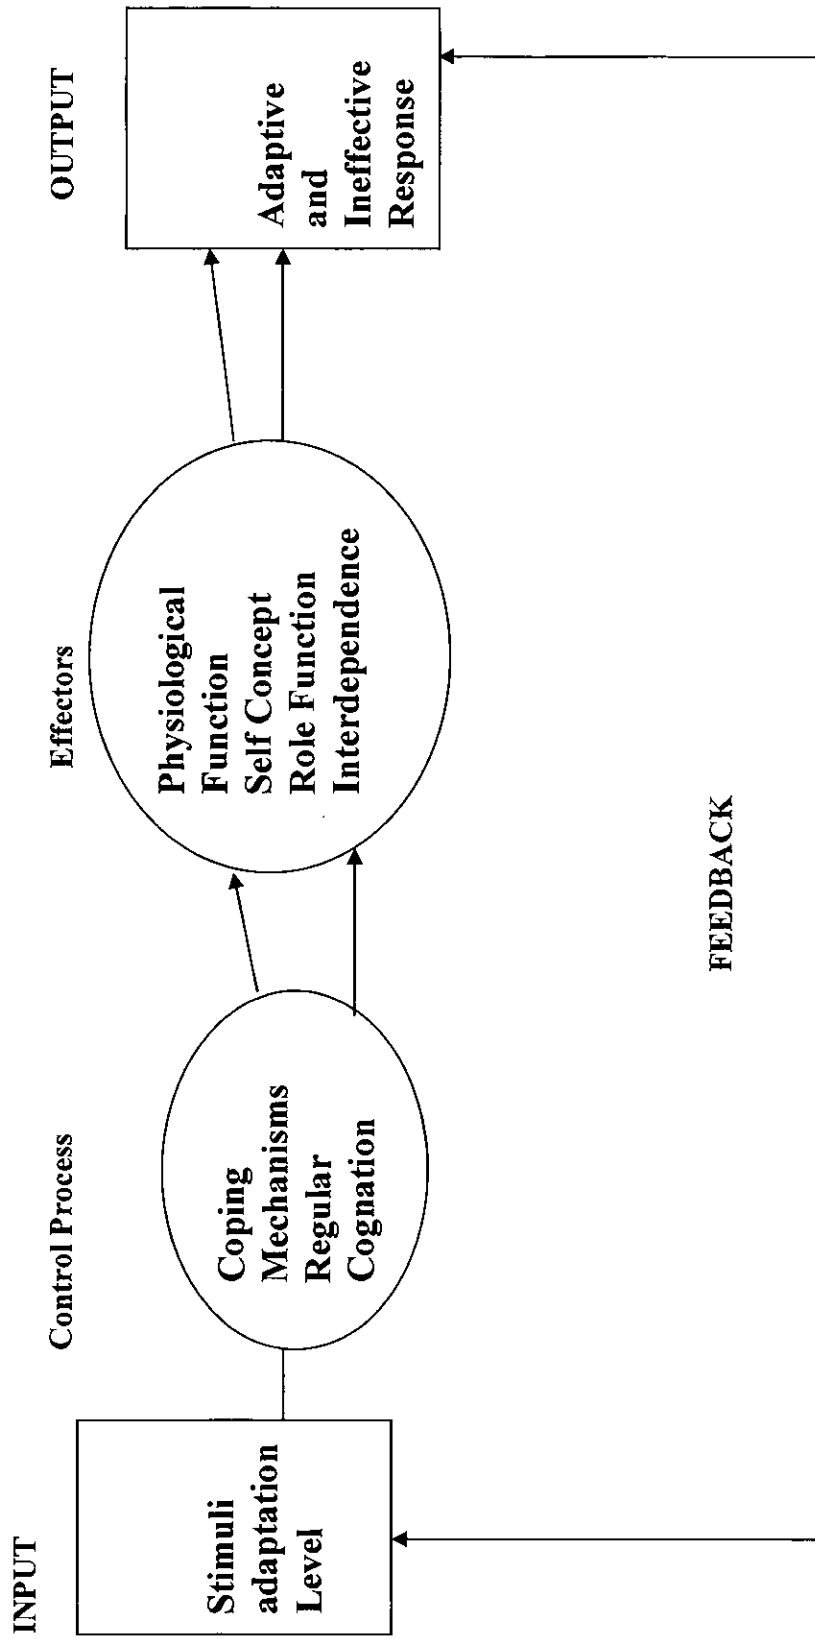 INPUT
Control Process
Effectors
OUTPUT
Stimuli
adaptation
Level
Coping
Mechanisms
Regular
Cognation
Physiological
Function
Self Concept
Role Function
Interdependence
Adaptive
and
Ineffective
Response
FEEDBACK